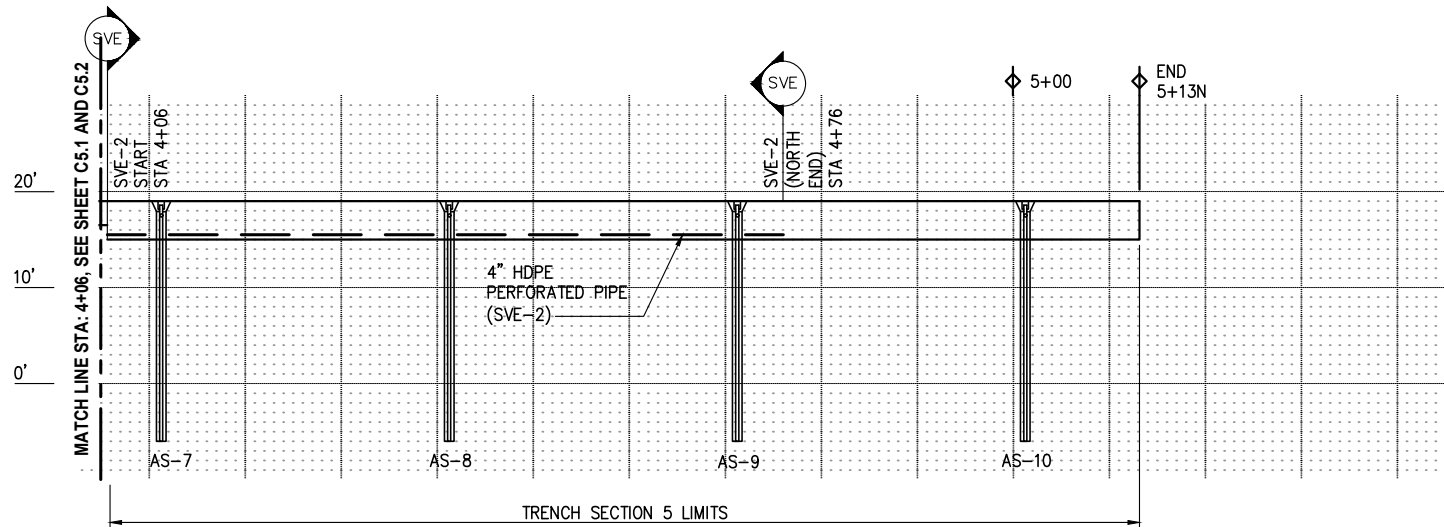 SVE
SVE
5+00
END
5+13N
MATCH LINE STA: 4+06, SEE SHEET C5.1 AND C5.2
SVE-2
START
STA 4+06
SVE-2
(NORTH
END)
STA 4+76
20'
10'
0'
4" HDPE
PERFORATED PIPE
(SVE-2)
AS-7
AS-8
AS-9
AS-10
TRENCH SECTION 5 LIMITS